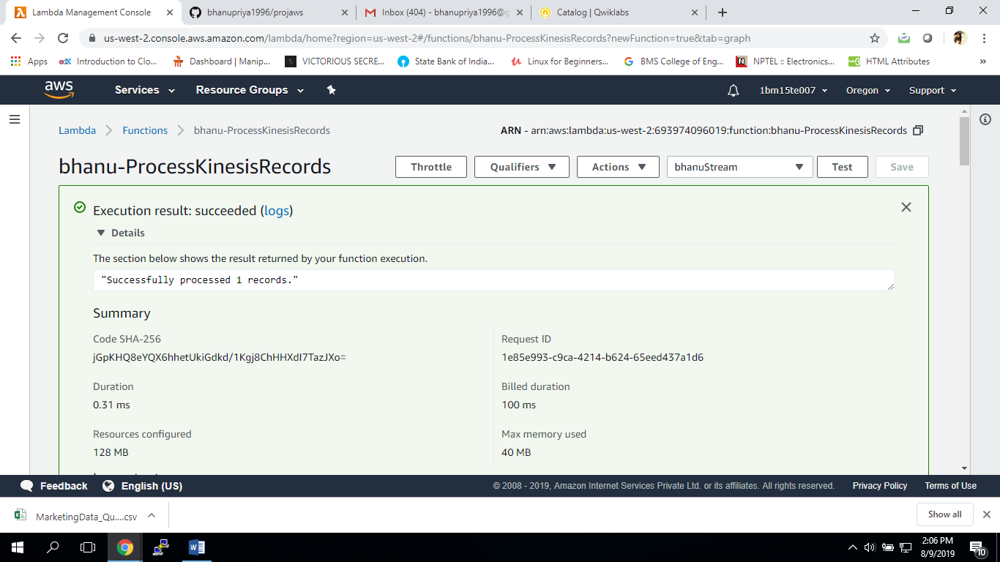 Lambda Management Console
bhanupriya1996/projaws
Inbox (404) - bhanupriya1996@g
Catalog | Qwiklabs
us-west-2.console.aws.amazon.com/lambda/home?region=us-west-2#/functions/bhanu-ProcessKinesisRecords?newFunction=true&tab=graph
Apps
edX Introduction to Clo...
Dashboard | Manip...
VICTORIOUS SECRE...
State Bank of India...
Linux for Beginners...
BMS College of Eng...
NPTEL :: Electronics...
HTML Attributes
»
aws
Services
Resource Groups
1bm15te007
Oregon
Support
Lambda
Functions
bhanu-ProcessKinesisRecords
ARN - arn:aws:lambda:us-west-2:693974096019:function:bhanu-ProcessKinesisRecords
bhanu-ProcessKinesisRecords
Throttle
Qualifiers
Actions
bhanuStream
Test
Save
Execution result: succeeded (logs)
Details
The section below shows the result returned by your function execution.
"Successfully processed 1 records."
Summary
Code SHA-256
jGpKHQ8eYQX6hhetUkiGdkd/1Kgj8ChHHXdI7TazJXo=
Request ID
1e85e993-c9ca-4214-b624-65eed437a1d6
Duration
0.31 ms
Billed duration
100 ms
Resources configured
128 MB
Max memory used
40 MB
Feedback
English (US)
© 2008 - 2019, Amazon Internet Services Private Ltd. or its affiliates. All rights reserved.
Privacy Policy
Terms of Use
MarketingData_Qu....csv
Show all
2:06 PM
8/9/2019
10